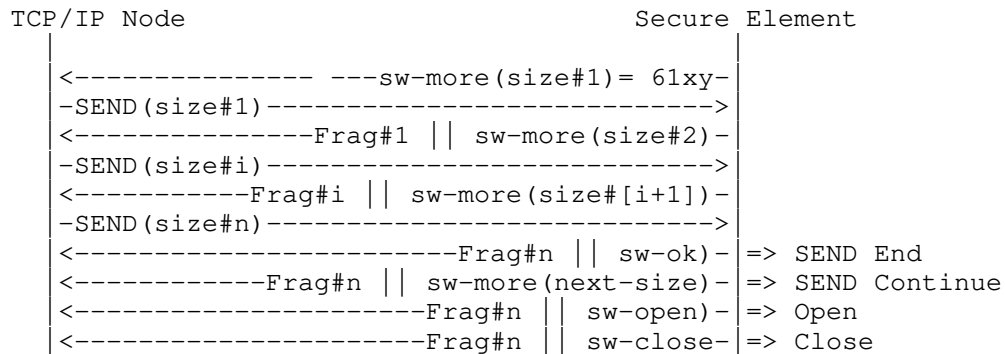 TCP/IP Node                            Secure Element
  |                                          |
  |<--------------- ---sw-more(size#1)= 61xy-|
  |-SEND(size#1)---------------------------->|
  |<---------------Frag#1 || sw-more(size#2)-|
  |-SEND(size#i)---------------------------->|
  |<-----------Frag#i || sw-more(size#[i+1])-|
  |-SEND(size#n)---------------------------->|
  |<------------------------Frag#n || sw-ok)-|=> SEND End
  |<------------Frag#n || sw-more(next-size)-|=> SEND Continue
  |<----------------------Frag#n || sw-open)-|=> Open
  |<----------------------Frag#n || sw-close-|=> Close